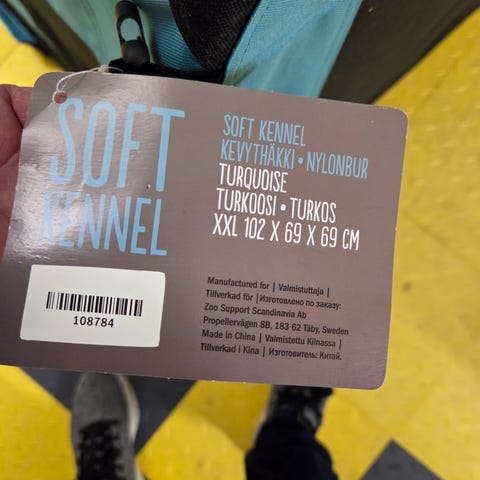 SOFT
KENNEL
SOFT KENNEL
KEVYTHÄKKI • NYLONBUR
TURQUOISE
TURKOOSI • TURKOS
XXL 102 X 69 X 69 CM
108784
Manufactured for | Valmistuttaja |
Tillverkad för |Изготовлено по заказу:
Zoo Support Scandinavia Ab
Propellervägen 8B, 183 62 Täby, Sweden
Made in China | Valmistettu Kiinassa |
Tillverkad i Kina | Изготовитель: Китай.